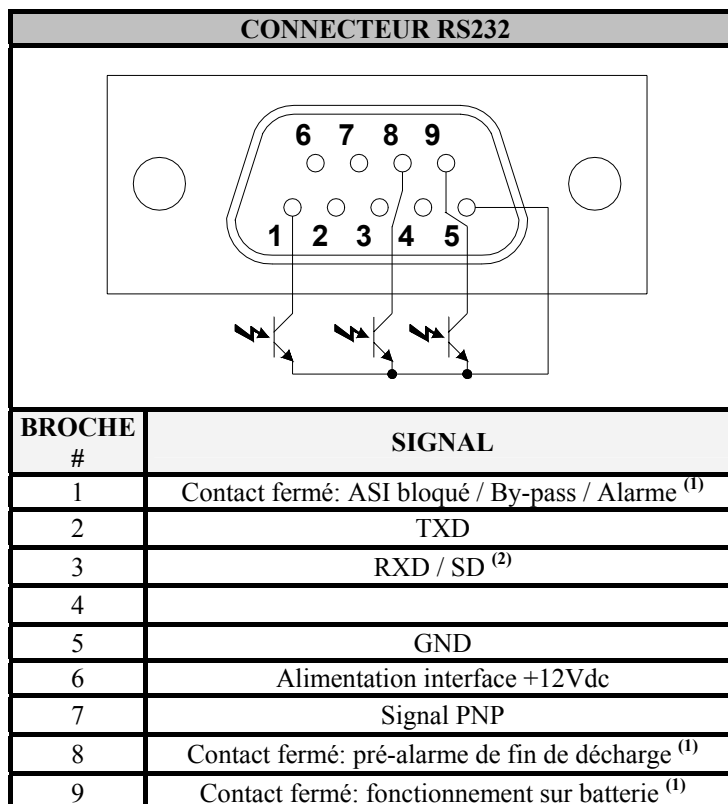 CONNECTEUR RS232
6 7 8 9
1 2 3 4 5
BROCHE # SIGNAL
1 Contact fermé: ASI bloqué / By-pass / Alarme (1)
2 TXD
3 RXD / SD (2)
4
5 GND
6 Alimentation interface +12Vdc
7 Signal PNP
8 Contact fermé: pré-alarme de fin de décharge (1)
9 Contact fermé: fonctionnement sur batterie (1)